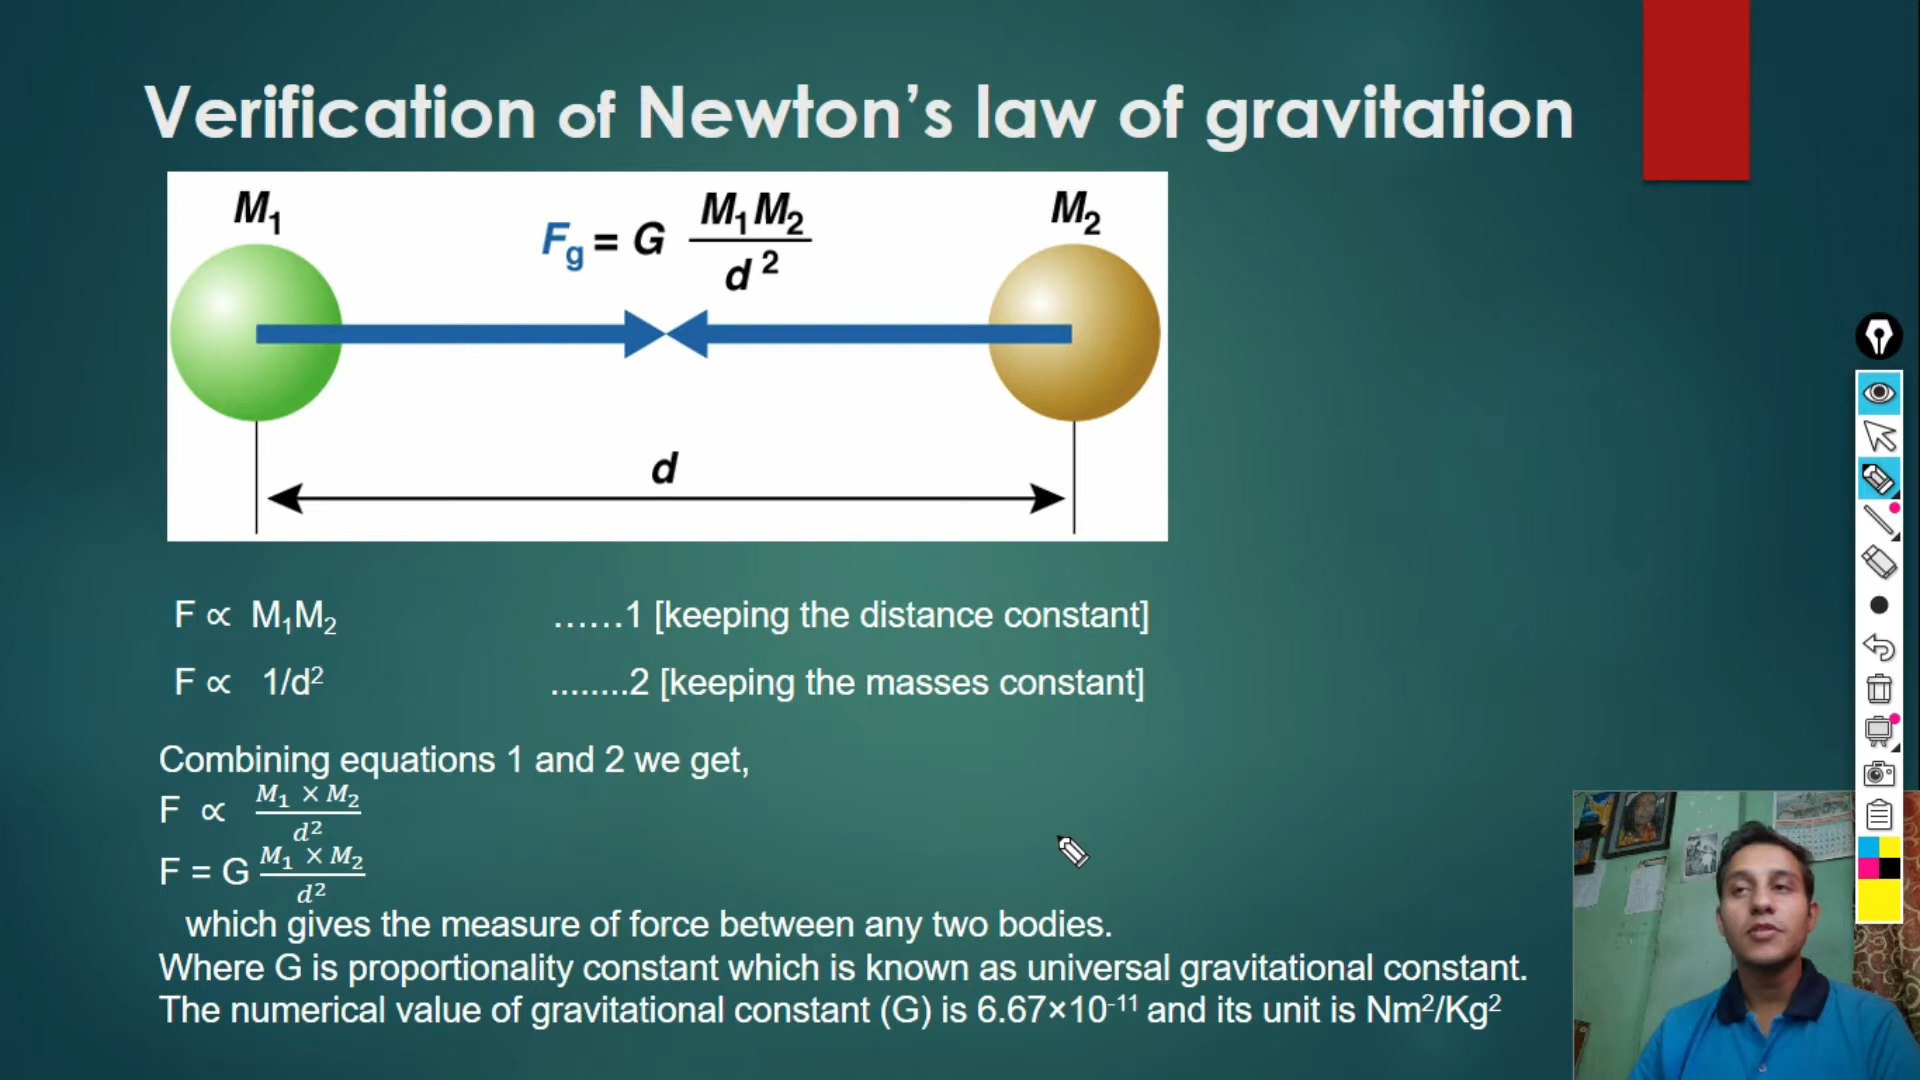 Verification of Newton’s law of gravitation
M₁
F_g = G M₁M₂ / d²
M₂
d
F ∝ M₁M₂ ……1 [keeping the distance constant]
F ∝ 1/d² ........2 [keeping the masses constant]
Combining equations 1 and 2 we get,
F ∝ M₁ × M₂ / d²
F = G M₁ × M₂ / d²
which gives the measure of force between any two bodies.
Where G is proportionality constant which is known as universal gravitational constant.
The numerical value of gravitational constant (G) is 6.67×10⁻¹¹ and its unit is Nm²/Kg²